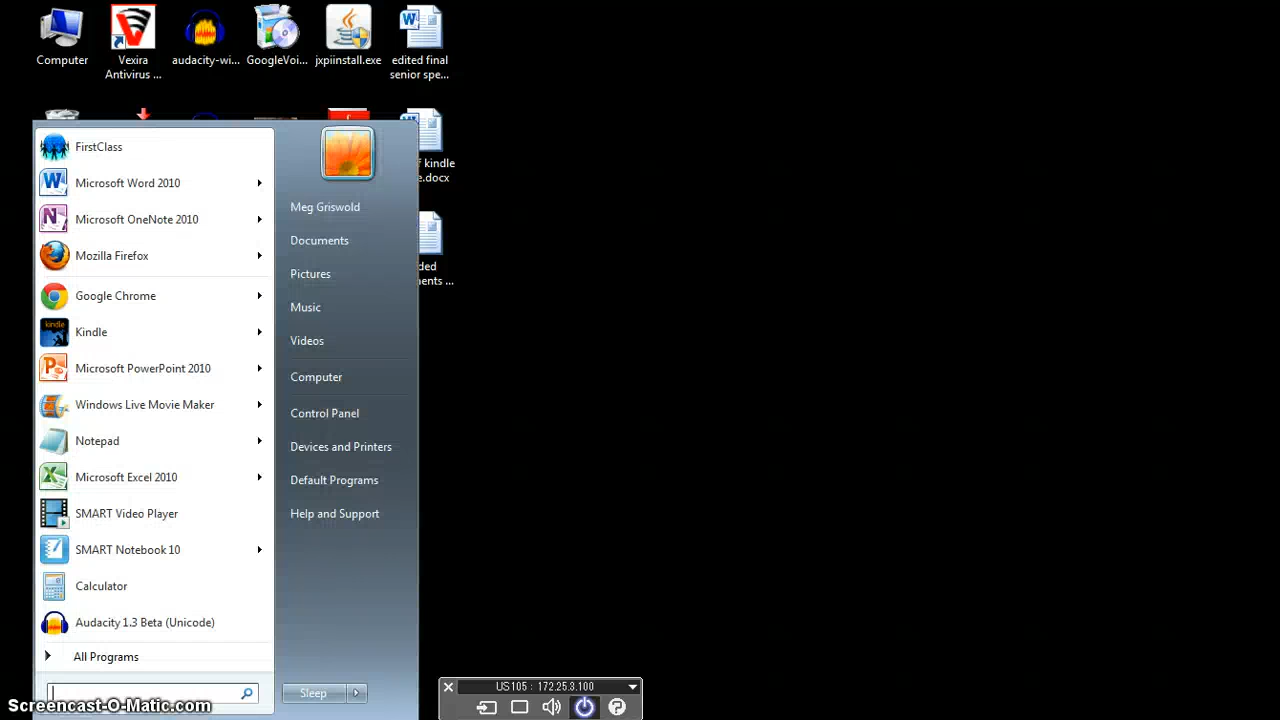 Computer
Vexira
Antivirus ...
audacity-wi...
GoogleVoi...
jxpiinstall.exe
edited final
senior spe...
kindle
e.docx
ded
ents ...
FirstClass
Microsoft Word 2010
Microsoft OneNote 2010
Mozilla Firefox
Google Chrome
kindle
Kindle
Microsoft PowerPoint 2010
Windows Live Movie Maker
Notepad
Microsoft Excel 2010
SMART Video Player
SMART Notebook 10
Calculator
Audacity 1.3 Beta (Unicode)
All Programs
Meg Griswold
Documents
Pictures
Music
Videos
Computer
Control Panel
Devices and Printers
Default Programs
Help and Support
Sleep
Screencast-O-Matic.com
US105 : 172.25.3.100